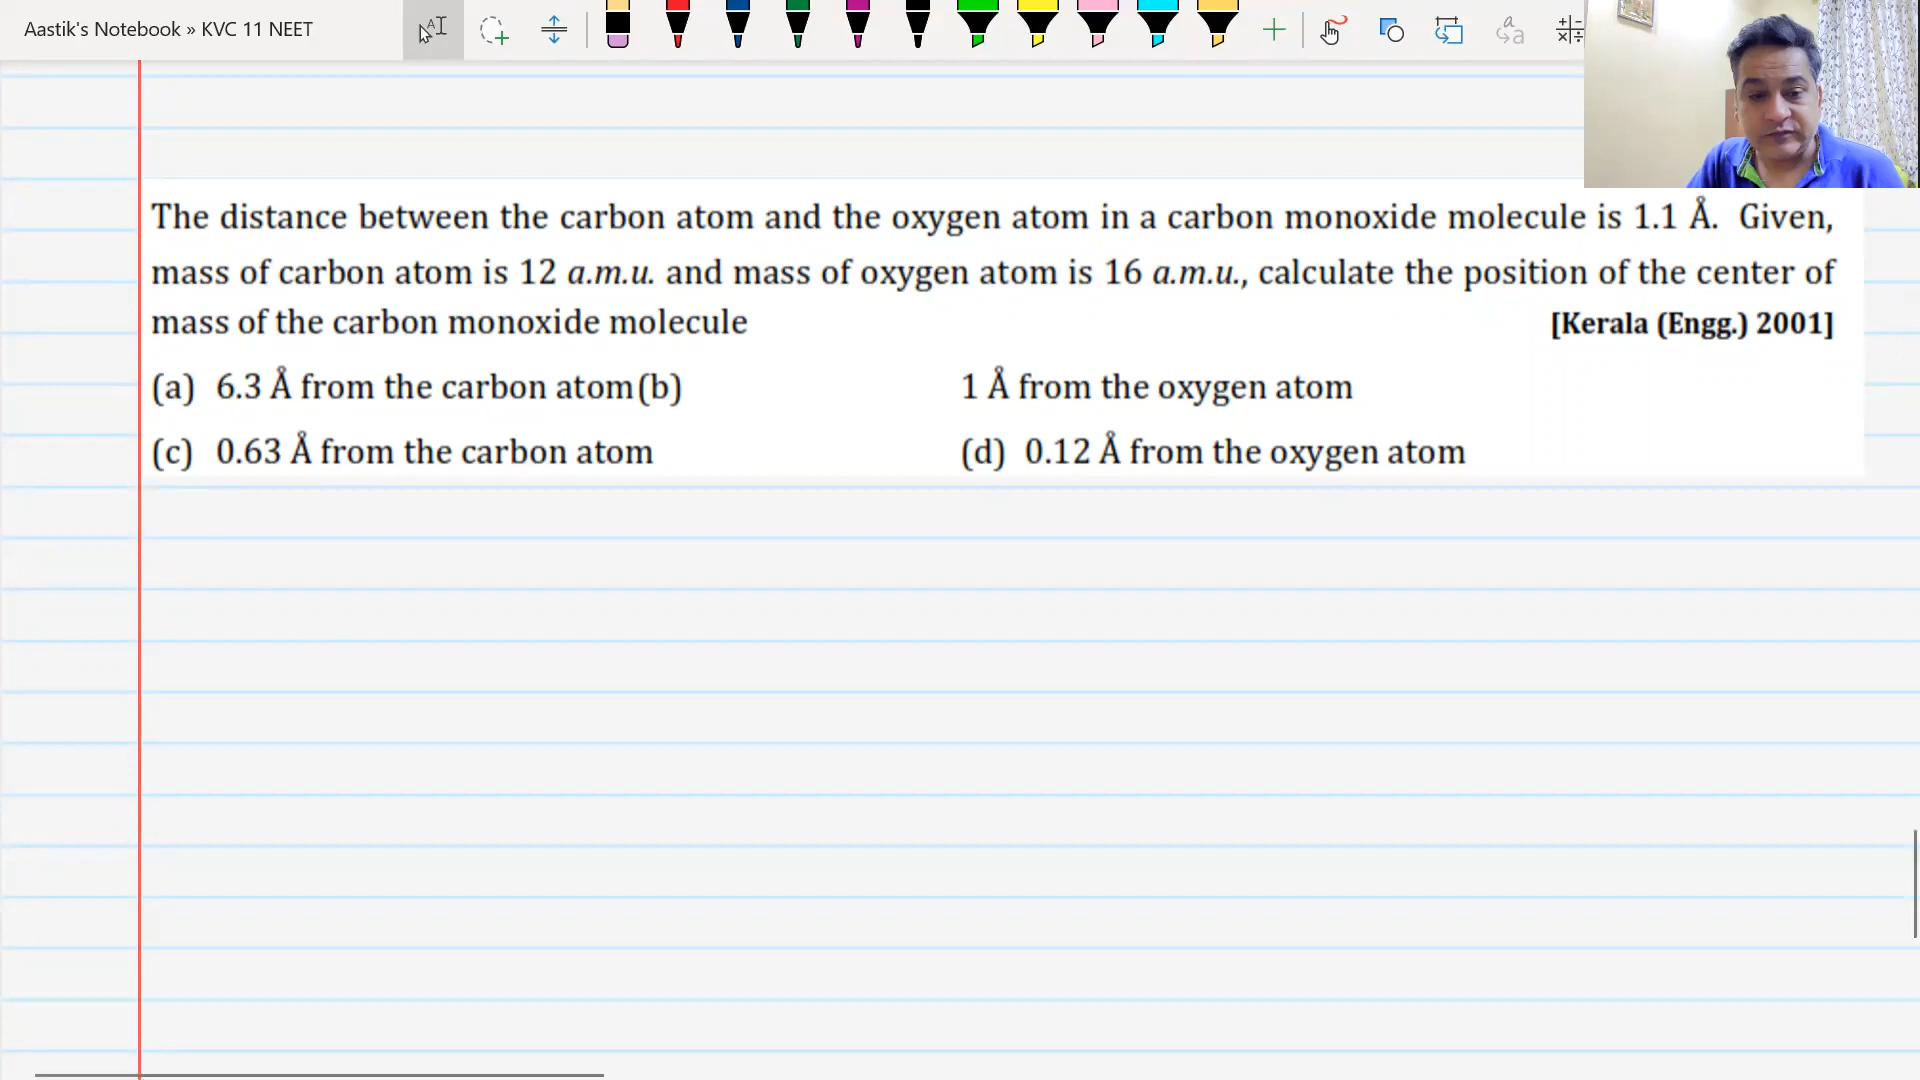 Aastik's Notebook » KVC 11 NEET
The distance between the carbon atom and the oxygen atom in a carbon monoxide molecule is 1.1 Å. Given,
mass of carbon atom is 12 a.m.u. and mass of oxygen atom is 16 a.m.u., calculate the position of the center of
mass of the carbon monoxide molecule [Kerala (Engg.) 2001]
(a) 6.3 Å from the carbon atom(b) 1 Å from the oxygen atom
(c) 0.63 Å from the carbon atom (d) 0.12 Å from the oxygen atom